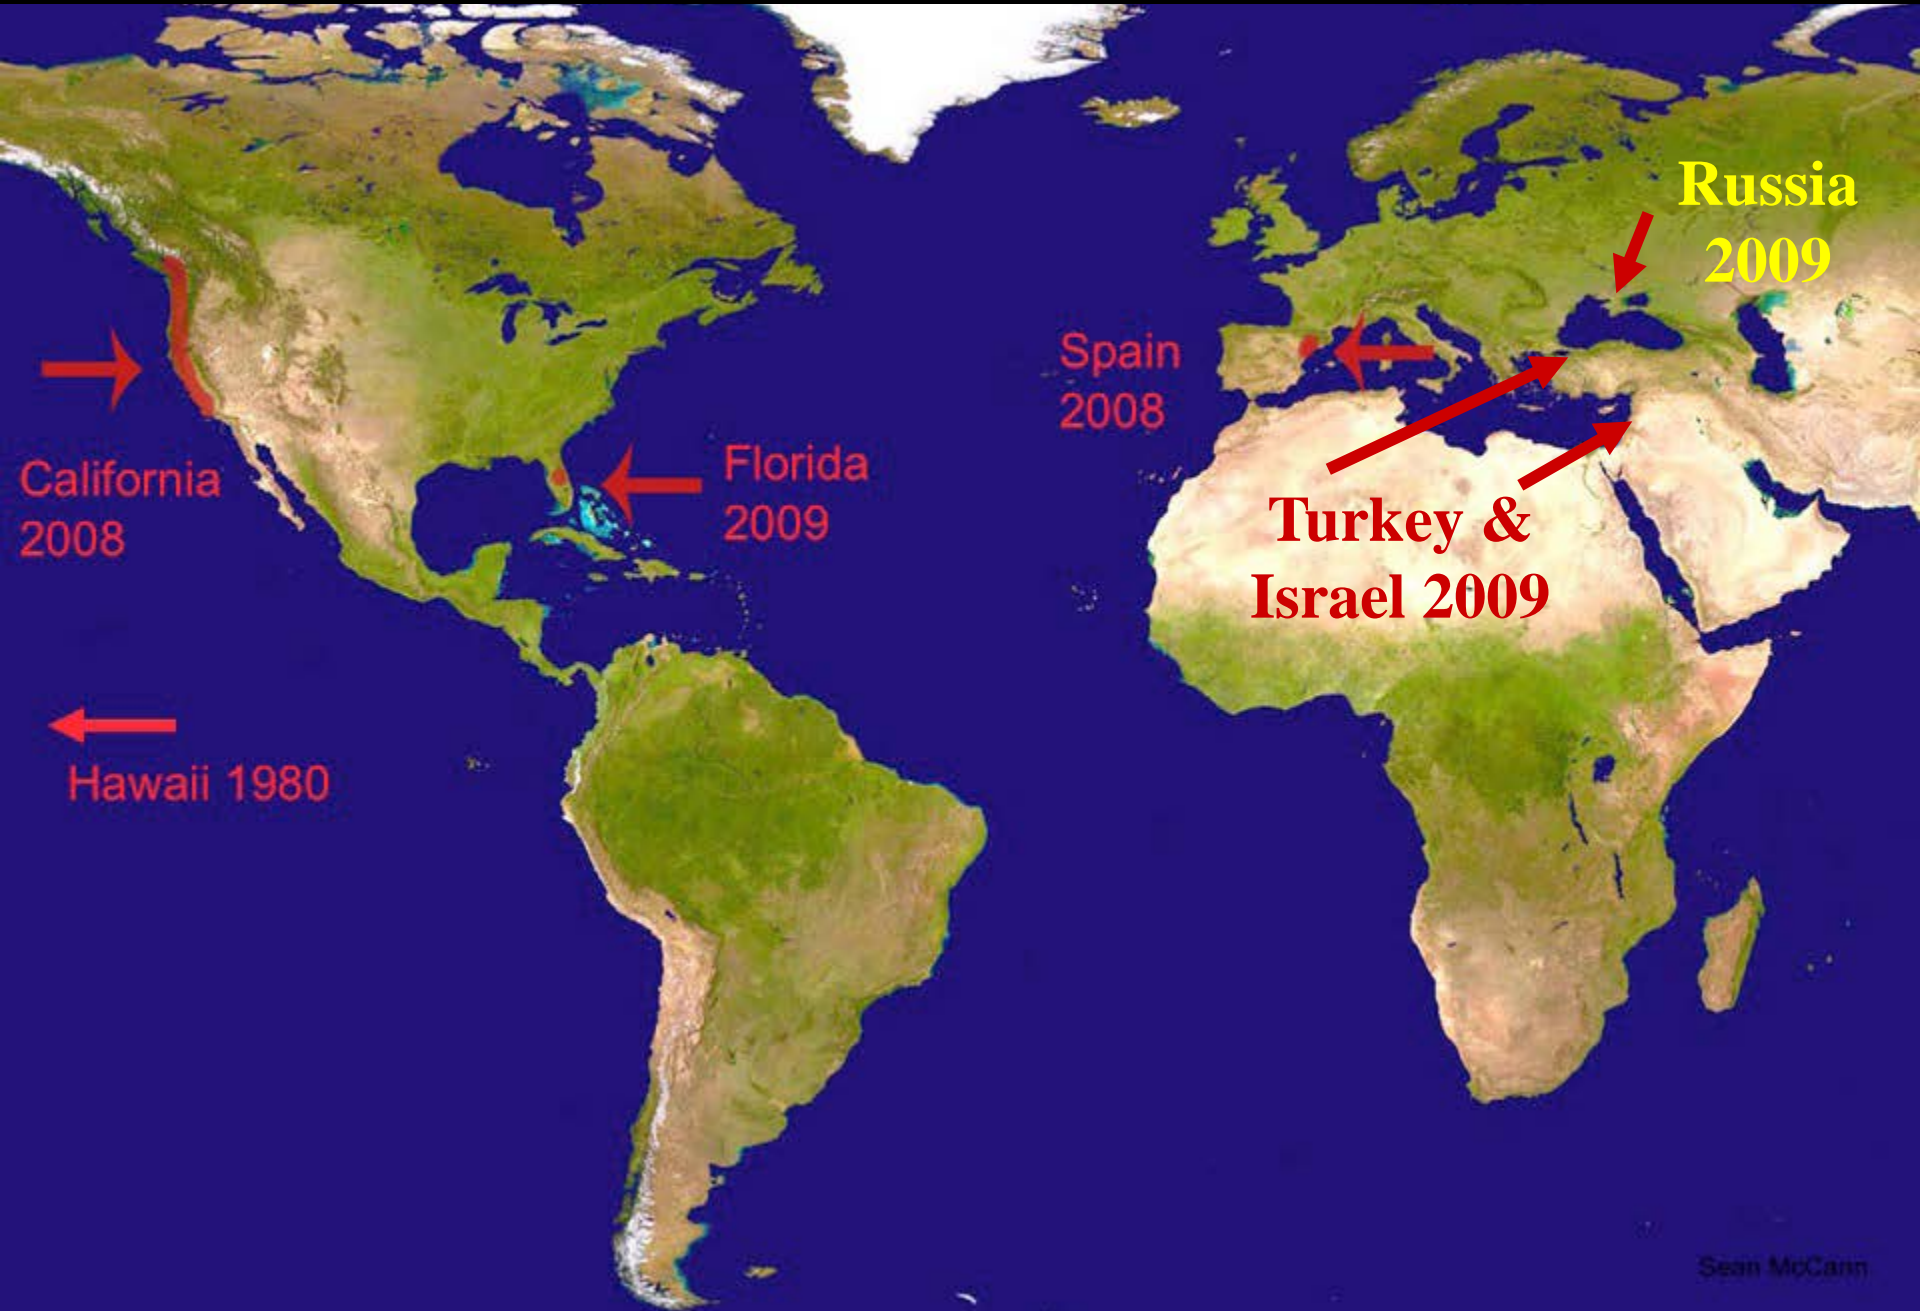 Russia
2009
Spain
2008
California
2008
Florida
2009
Turkey &
Israel 2009
Hawaii 1980
Sean McCann